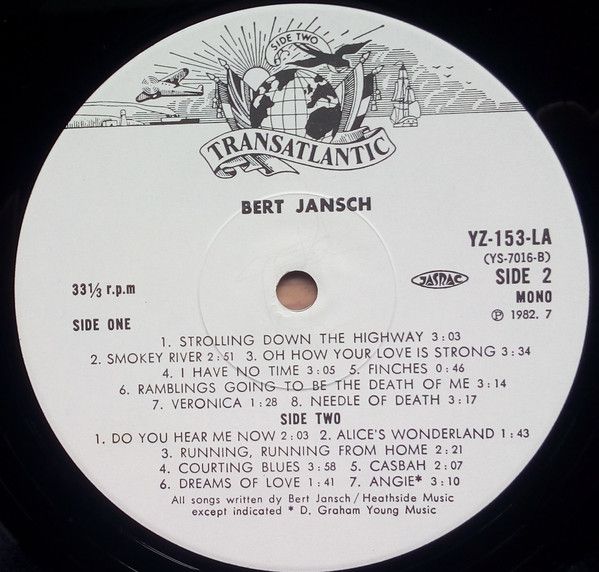 SIDE TWO
TRANSATLANTIC
BERT JANSCH
YZ-153-LA
(YS-7016-B)
JASRAC
SIDE 2
MONO
℗ 1982. 7
33⅓ r.p.m
SIDE ONE
1. STROLLING DOWN THE HIGHWAY 3:03
2. SMOKEY RIVER 2:51 3. OH HOW YOUR LOVE IS STRONG 3:34
4. I HAVE NO TIME 3:05 5. FINCHES 0:46
6. RAMBLINGS GOING TO BE THE DEATH OF ME 3:14
7. VERONICA 1:28 8. NEEDLE OF DEATH 3:17
SIDE TWO
1. DO YOU HEAR ME NOW 2:03 2. ALICE'S WONDERLAND 1:43
3. RUNNING, RUNNING FROM HOME 2:21
4. COURTING BLUES 3:58 5. CASBAH 2:07
6. DREAMS OF LOVE 1:41 7. ANGIE* 3:10
All songs written by Bert Jansch/Heathside Music
except indicated * D. Graham Young Music